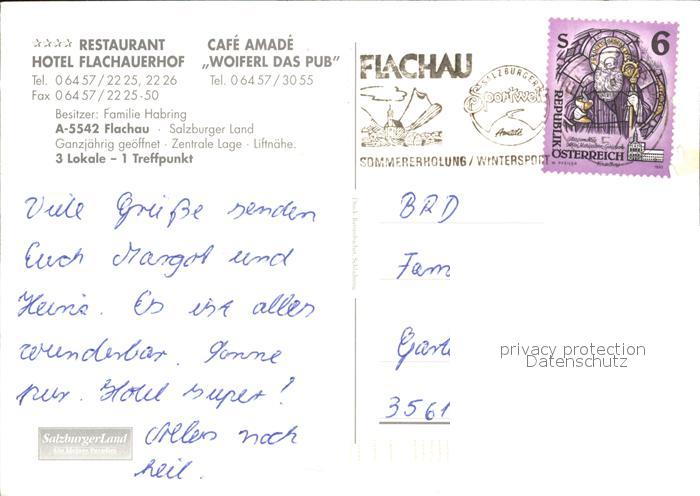 ★★★★ RESTAURANT
HOTEL FLACHAUERHOF
Tel. 0 64 57 / 22 25, 22 26
Fax 0 64 57 / 22 25-50
CAFÉ AMADÉ
„WOIFERL DAS PUB"
Tel. 0 64 57 / 30 55
Besitzer: Familie Habring
A-5542 Flachau · Salzburger Land
Ganzjährig geöffnet · Zentrale Lage · Liftnähe.
3 Lokale – 1 Treffpunkt
FLACHAU
SALZBURGER
Sportwelt
Amadé
SOMMERERHOLUNG / WINTERSPORT
S 6
REPUBLIK
ÖSTERREICH
Viele Grüße senden
Euch Margot und
Heinz. Es ist alles
wunderbar. Sonne
pur. Hotel super!
Alles noch
heil.
BRD
Fam
Gart
3561
privacy protection
Datenschutz
SalzburgerLand